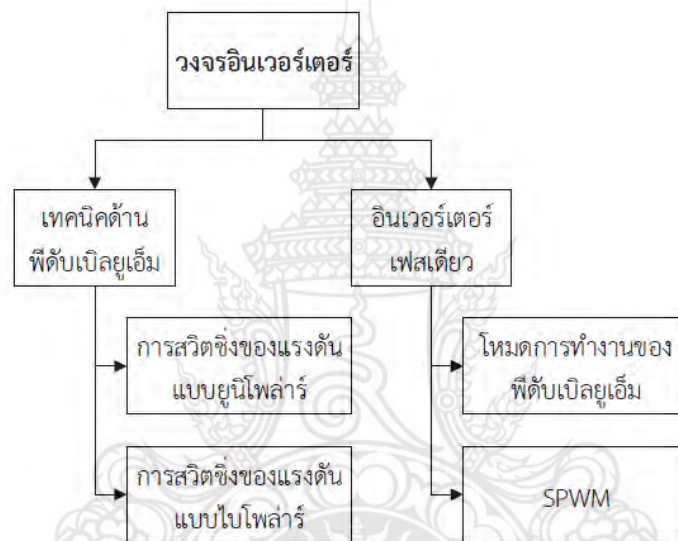 วงจรอินเวอร์เตอร์
เทคนิคด้าน
พีดับเบิลยูเอ็ม
อินเวอร์เตอร์
เฟสเดียว
การสวิตซิ่งของแรงดัน
แบบยูนิโพล่าร์
โหมดการทำงานของ
พีดับเบิลยูเอ็ม
การสวิตซิ่งของแรงดัน
แบบไบโพล่าร์
SPWM